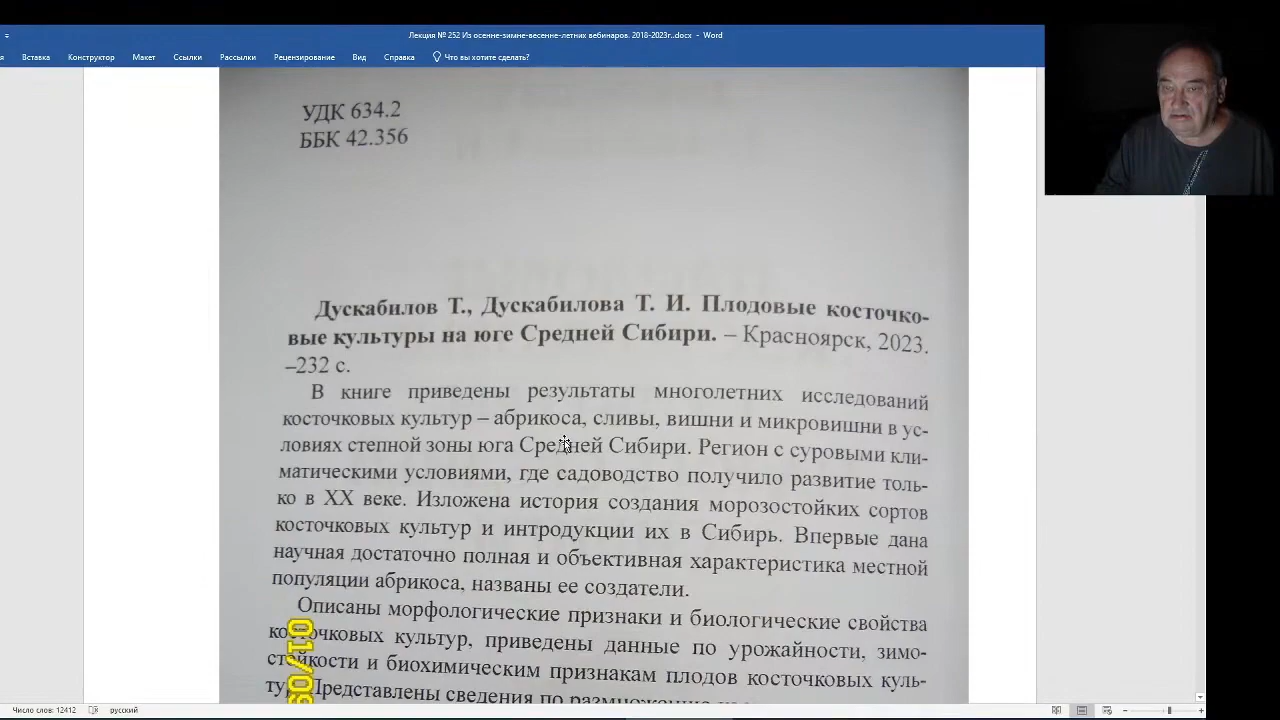 Лекция № 252 Из осенне-зимне-весенне-летних вебинаров. 2018-2023г..docx - Word
Вставка Конструктор Макет Ссылки Рассылки Рецензирование Вид Справка Что вы хотите сделать?
УДК 634.2
ББК 42.356
Дускабилов Т., Дускабилова Т. И. Плодовые косточко-
вые культуры на юге Средней Сибири. – Красноярск, 2023.
–232 с.
В книге приведены результаты многолетних исследований
косточковых культур – абрикоса, сливы, вишни и микровишни в ус-
ловиях степной зоны юга Средней Сибири. Регион с суровыми кли-
матическими условиями, где садоводство получило развитие толь-
ко в XX веке. Изложена история создания морозостойких сортов
косточковых культур и интродукции их в Сибирь. Впервые дана
научная достаточно полная и объективная характеристика местной
популяции абрикоса, названы ее создатели.
Описаны морфологические признаки и биологические свойства
косточковых культур, приведены данные по урожайности, зимо-
стойкости и биохимическим признакам плодов косточковых куль-
тур. Представлены сведения по размножению
01/09
Число слов: 12412 русский